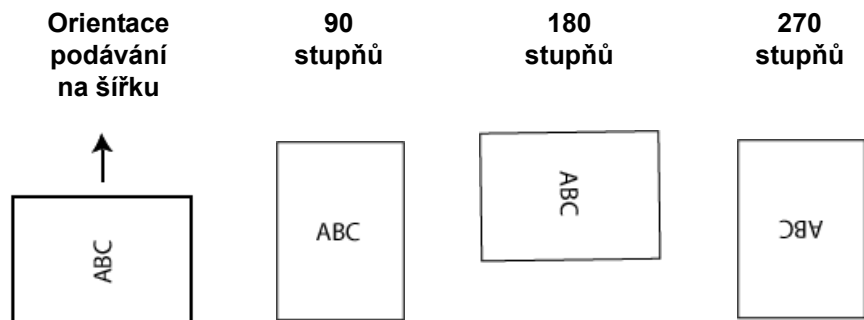 Orientace
podávání
na šířku
90
stupňů
180
stupňů
270
stupňů
ABC
ABC
ABC
ABC